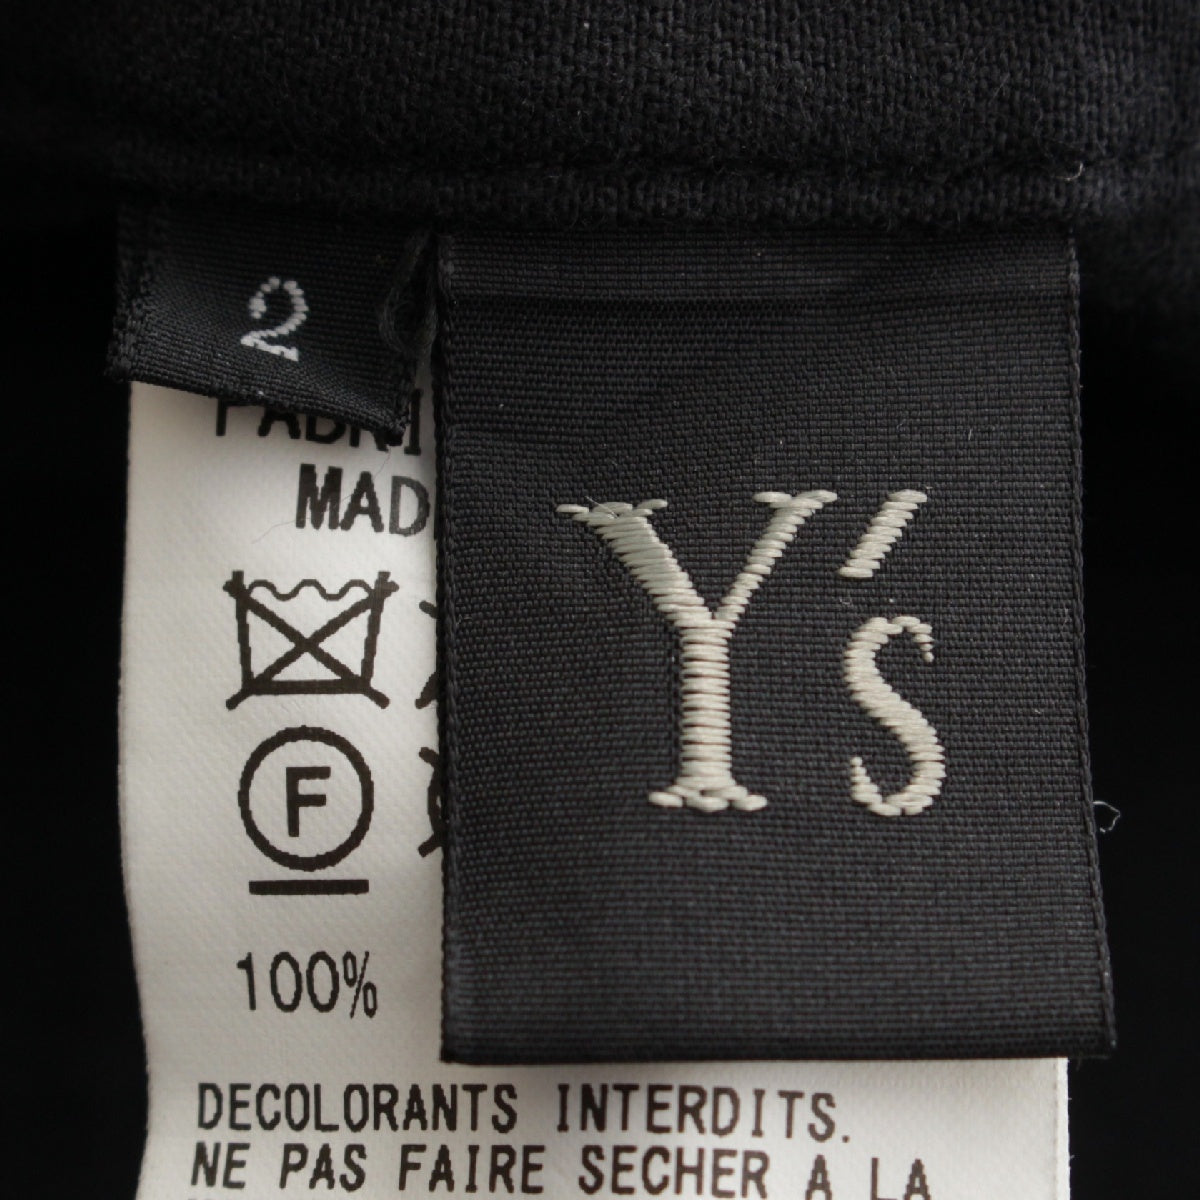 2
Y's
MAD
F
100%
DECOLORANTS INTERDITS.
NE PAS FAIRE SECHER A LA